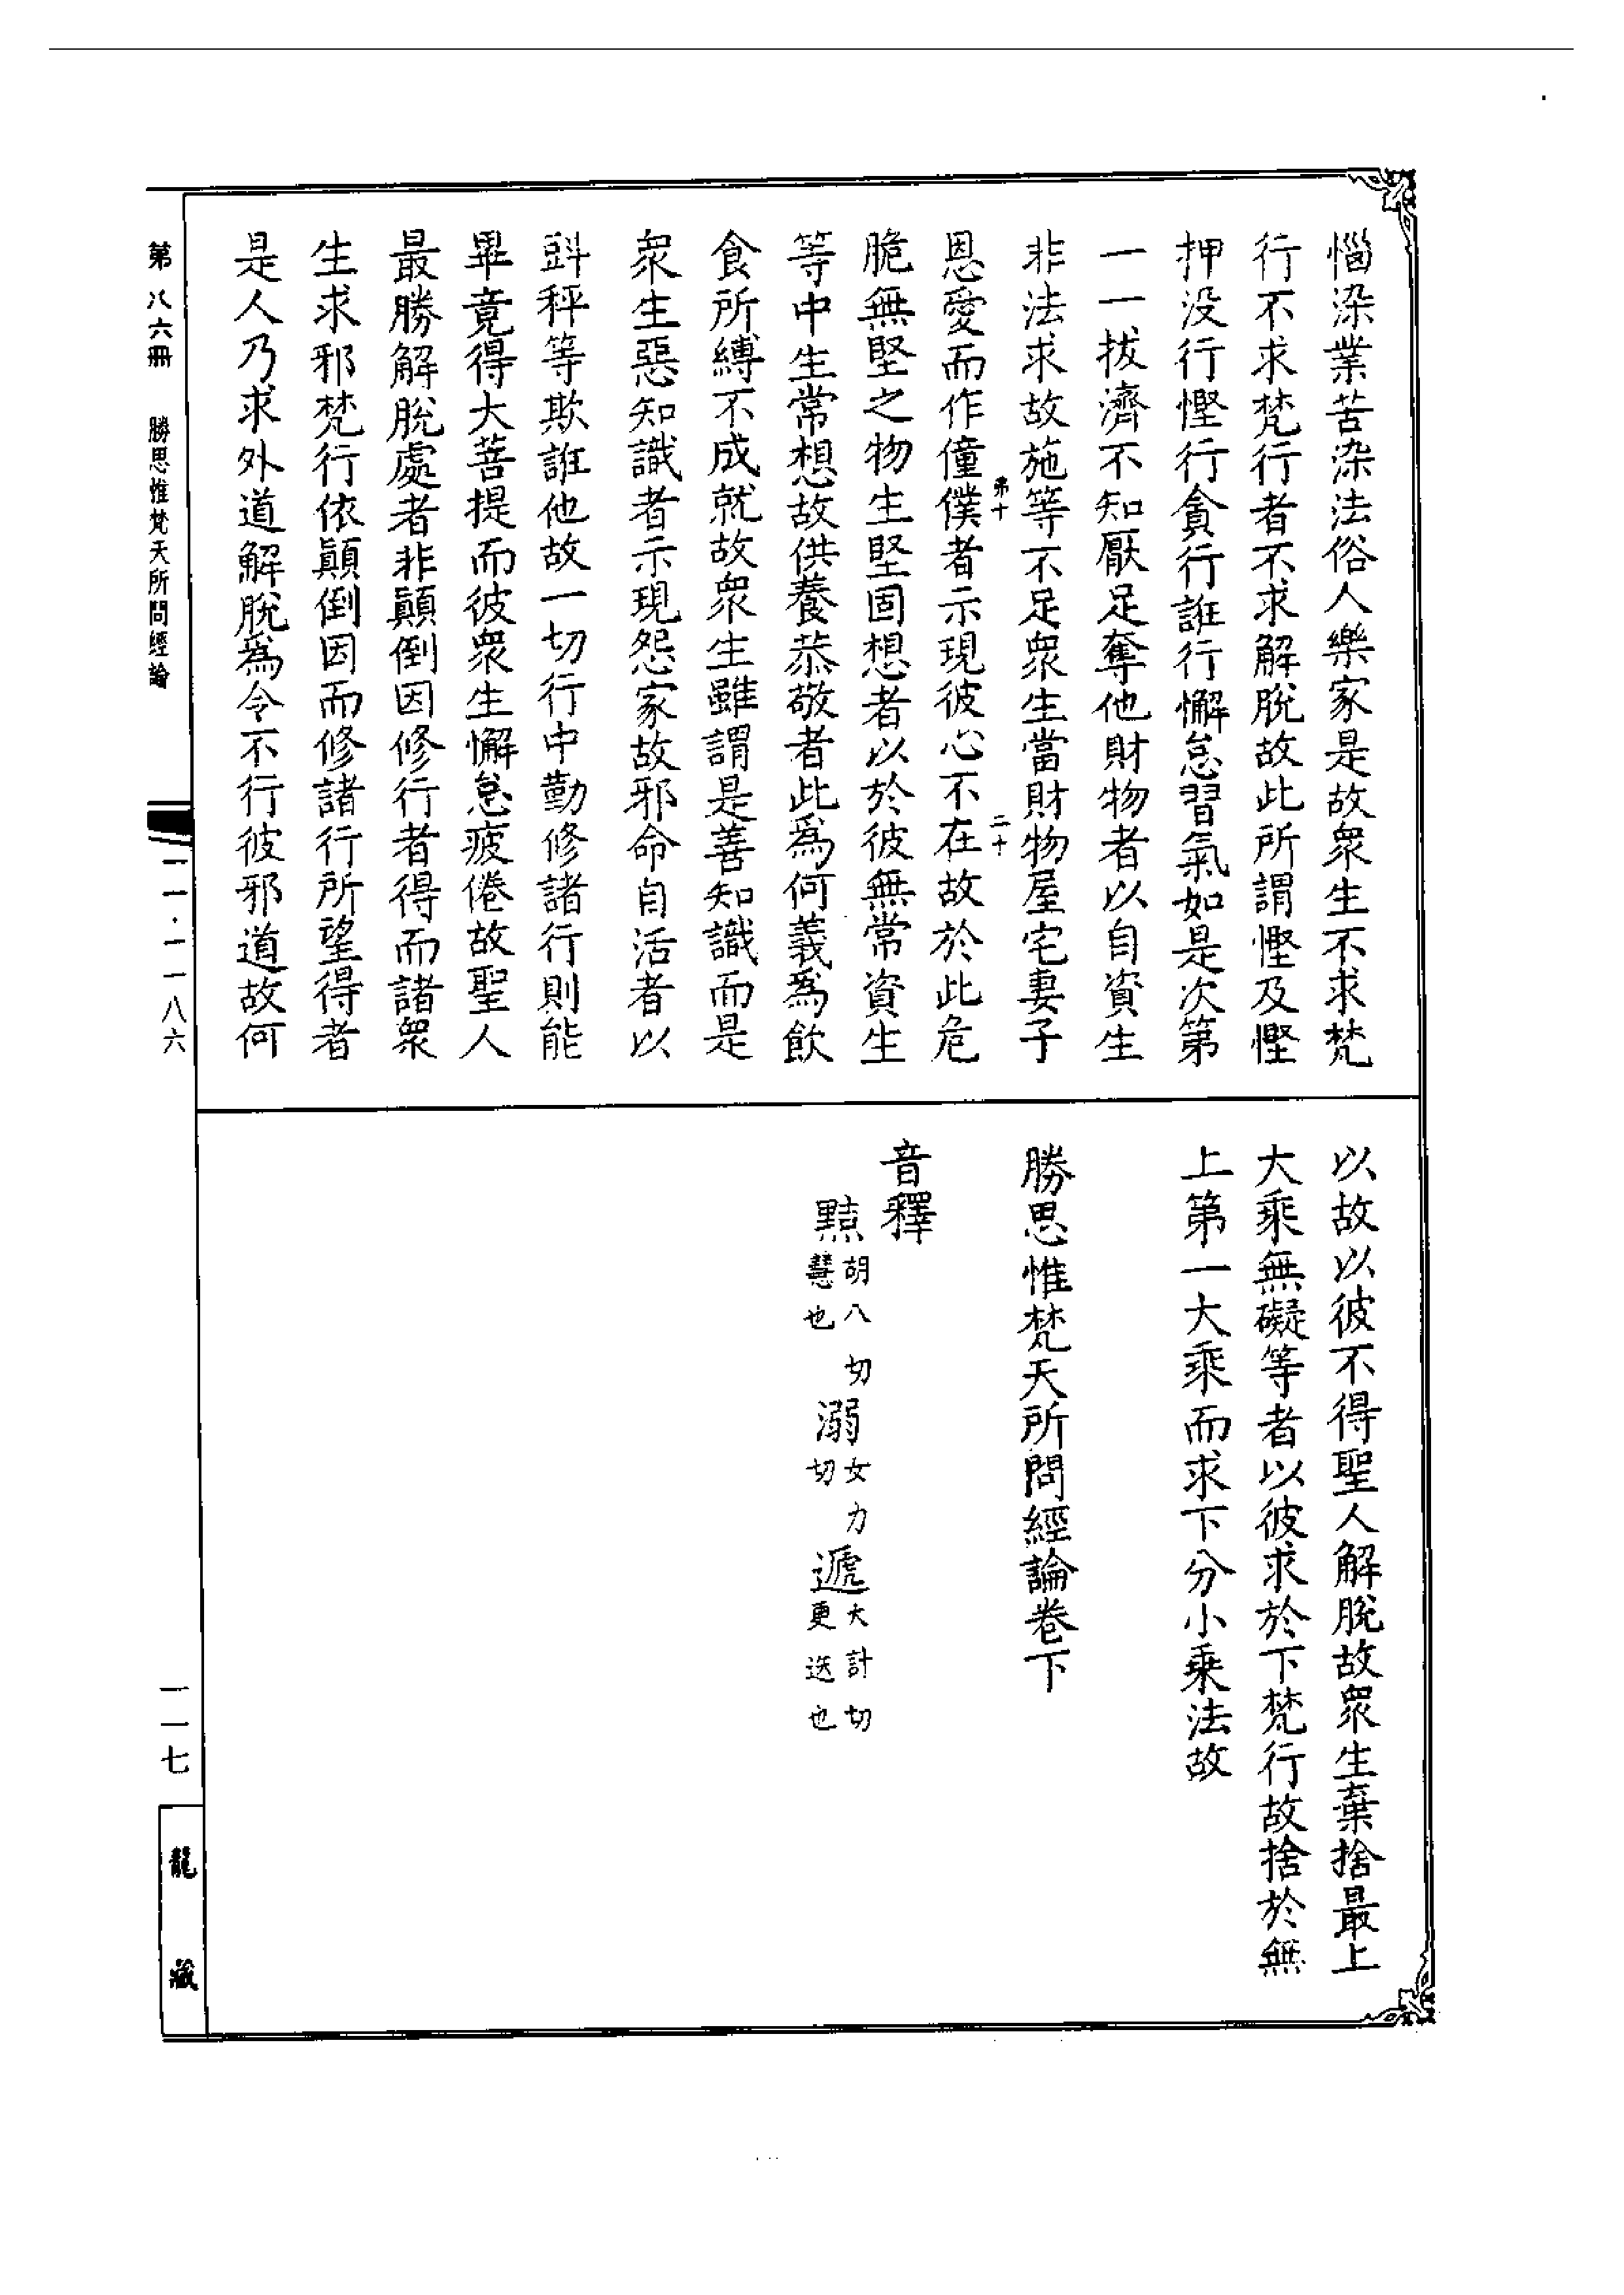 惱染業苦染法俗人樂家是故衆生不求梵
行不求梵行者不求解脫故此所謂慳及慳
押没行慳行貪行誑行懈怠習氣如是次第
一一拔濟不知厭足奪他財物者以自資生
非法求故施等不足衆生當財物屋宅妻子
第十
二十
恩愛而作僮僕者示現彼心不在故於此危
脆無堅之物生堅固想者以於彼無常資生
等中生常想故供養恭敬者此爲何義爲飲
食所縛不成就故衆生雖謂是善知識而是
衆生惡知識者示現怨家故邪命自活者以
㪷秤等欺誑他故一切行中勤修諸行則能
畢竟得大菩提而彼衆生懈怠疲倦故聖人
最勝解脫處者非顛倒因修行者得而諸衆
生求邪梵行依顛倒因而修諸行所望得者
是人乃求外道解脫爲令不行彼邪道故何
以故以彼不得聖人解脫故衆生棄捨最上
大乘無礙等者以彼求於下梵行故捨於無
上第一大乘而求下分小乗法故
勝思惟梵天所問經論卷下
音釋
黠胡八切慧也 溺女力切 遞大計切更迭也
第八六冊 勝思惟梵天所問經論
一一·一一八六
一一七
龍藏